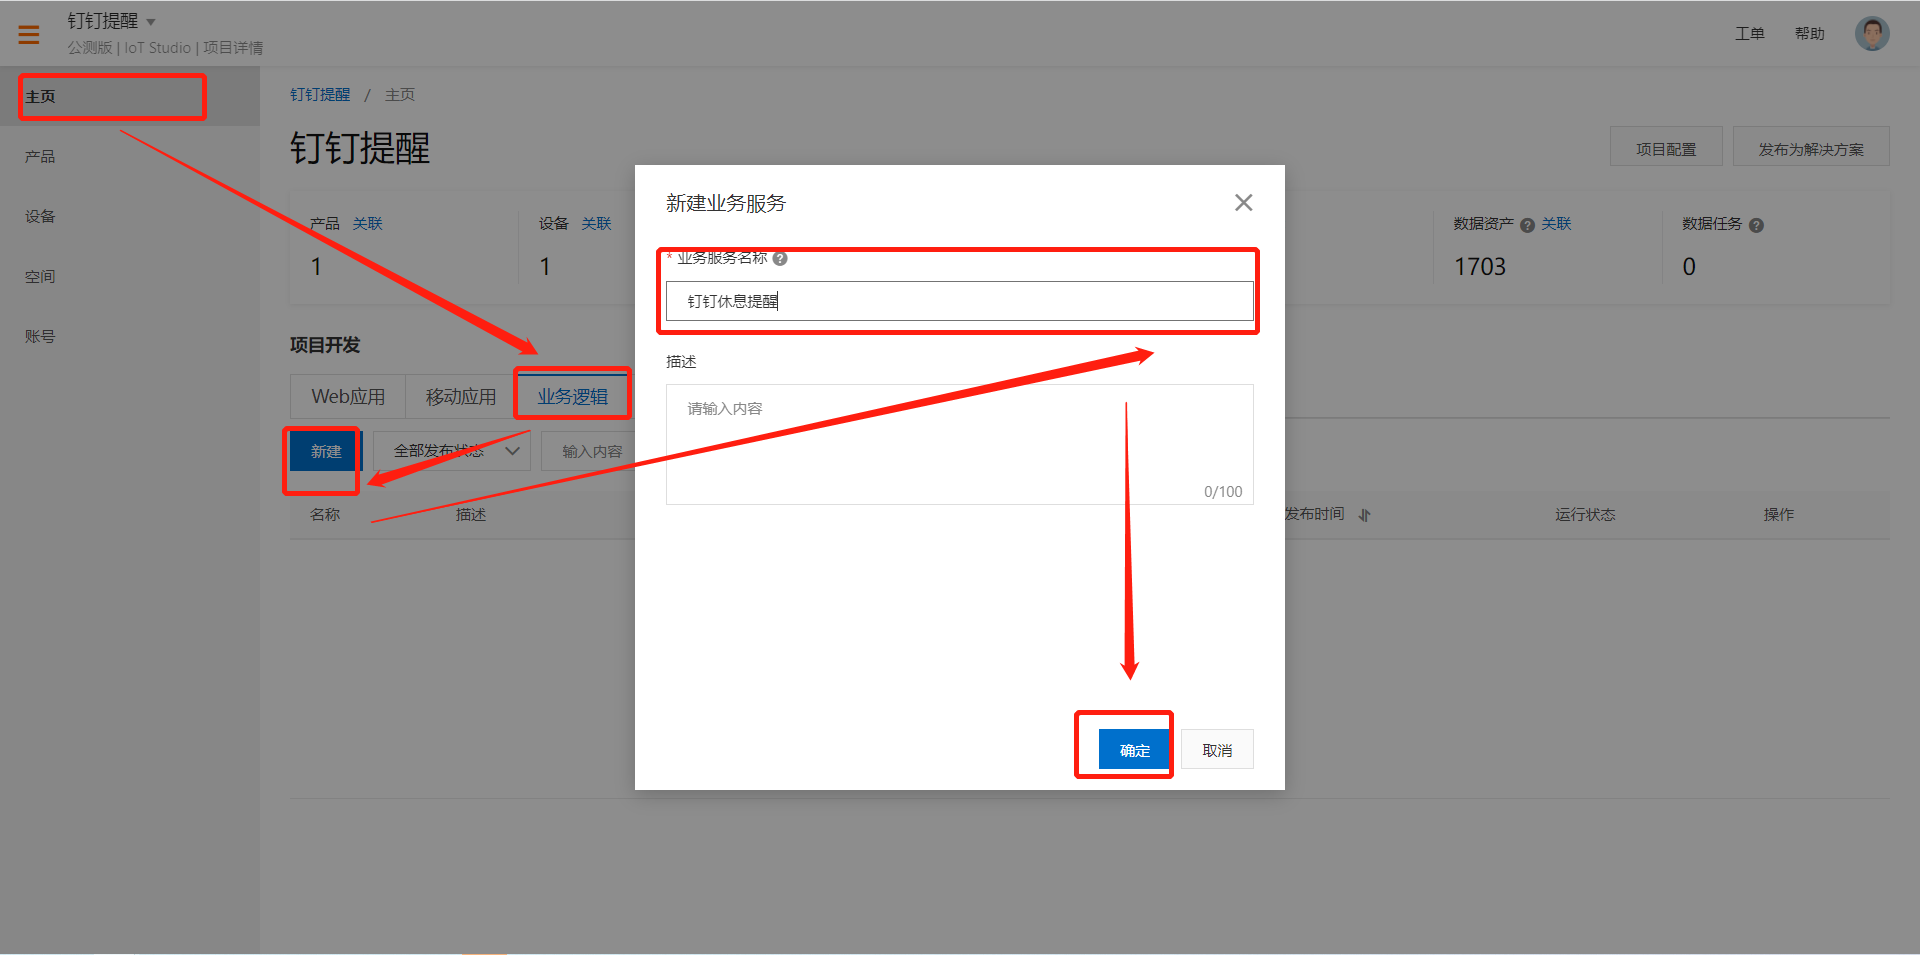 钉钉提醒
公测版 | IoT Studio | 项目详情
工单
帮助
主页
产品
设备
空间
账号
钉钉提醒 / 主页
钉钉提醒
项目配置
发布为解决方案
产品 关联
1
设备 关联
1
数据资产 ? 关联
1703
数据任务 ?
0
项目开发
Web应用
移动应用
业务逻辑
新建
全部发布状态
输入内容
名称
描述
发布时间
运行状态
操作
新建业务服务
* 业务服务名称 ?
钉钉休息提醒
描述
请输入内容
0/100
确定
取消